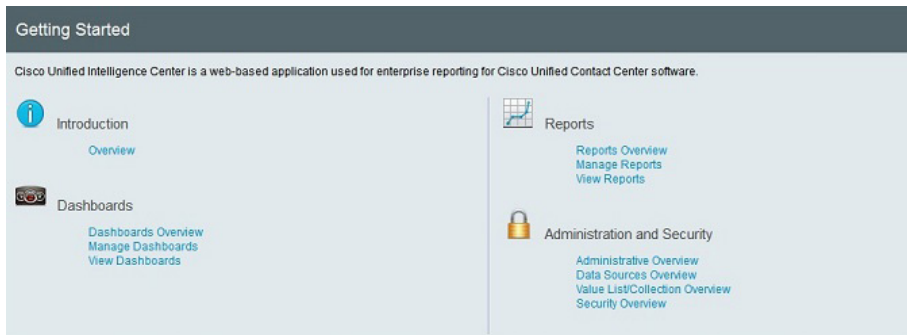 Getting Started
Cisco Unified Intelligence Center is a web-based application used for enterprise reporting for Cisco Unified Contact Center software.
Introduction
Overview
Dashboards
Dashboards Overview
Manage Dashboards
View Dashboards
Reports
Reports Overview
Manage Reports
View Reports
Administration and Security
Administrative Overview
Data Sources Overview
Value List/Collection Overview
Security Overview